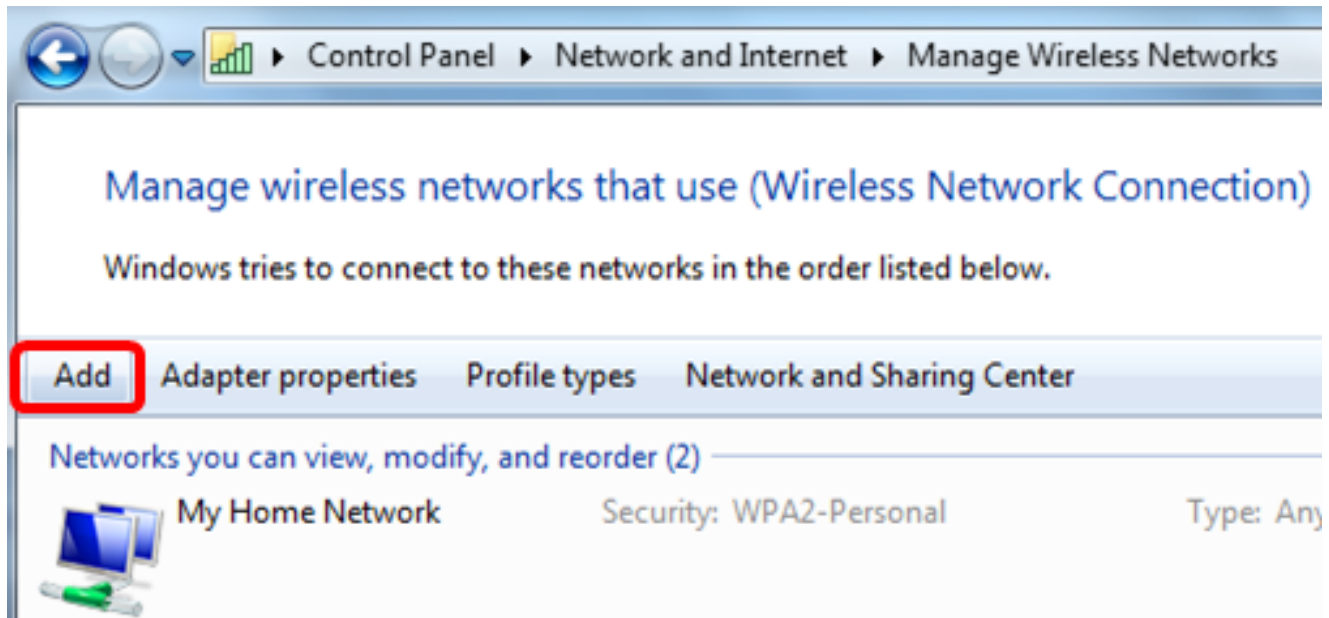 Control Panel Network and Internet Manage Wireless Networks
Manage wireless networks that use (Wireless Network Connection)
Windows tries to connect to these networks in the order listed below.
Add Adapter properties Profile types Network and Sharing Center
Networks you can view, modify, and reorder (2)
My Home Network Security: WPA2-Personal Type: Any